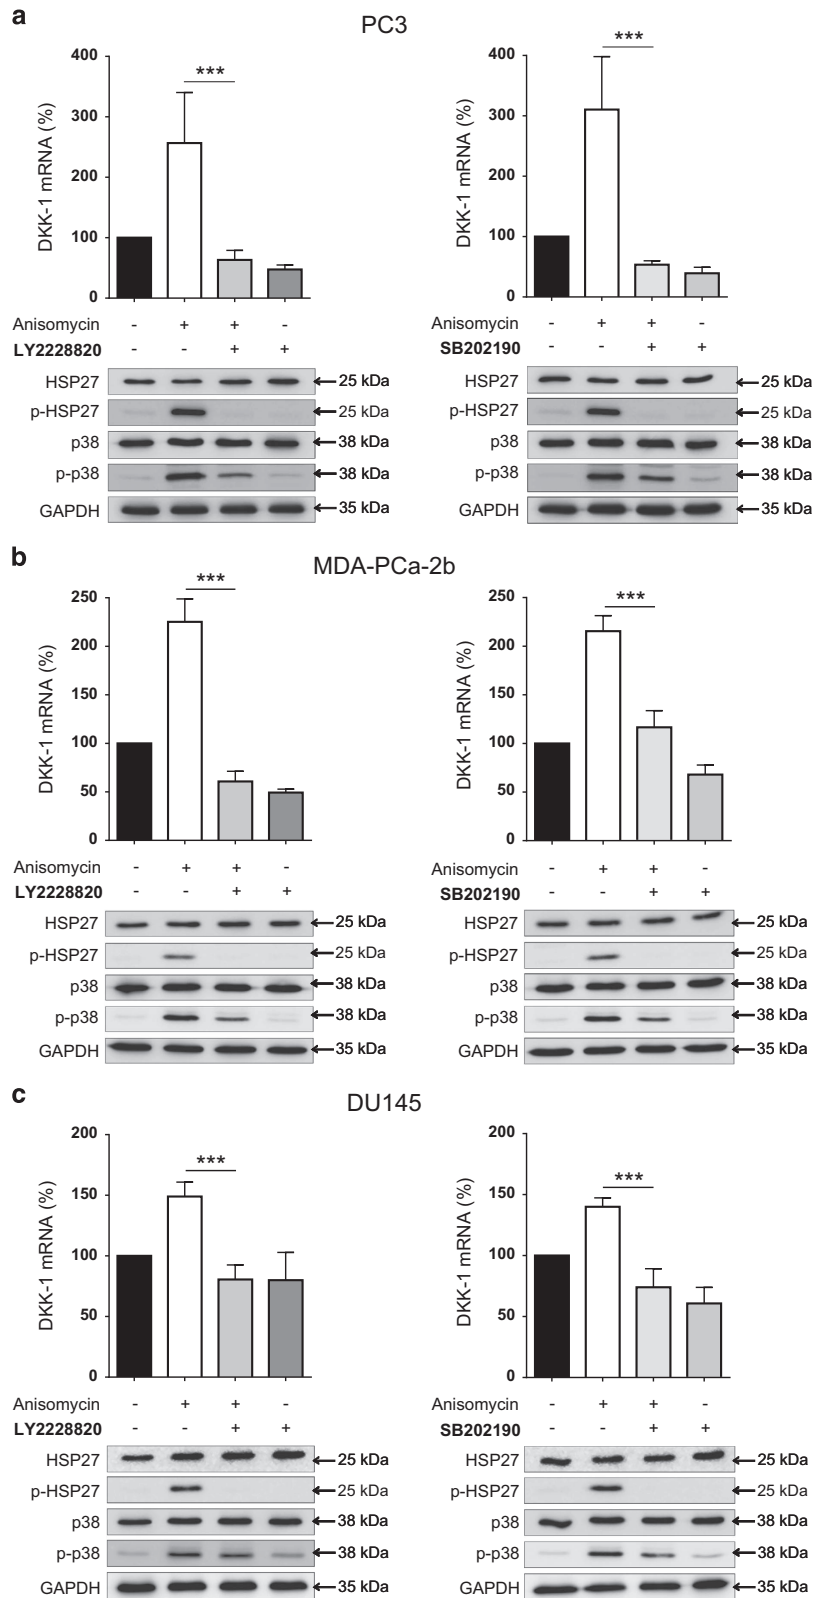 a
PC3
***
400
300
200
100
0
DKK-1 mRNA (%)
Anisomycin - + + -
LY2228820 - - + +
HSP27 25 kDa
p-HSP27 25 kDa
p38 38 kDa
p-p38 38 kDa
GAPDH 35 kDa
***
400
300
200
100
0
DKK-1 mRNA (%)
Anisomycin - + + -
SB202190 - - + +
HSP27 25 kDa
p-HSP27 25 kDa
p38 38 kDa
p-p38 38 kDa
GAPDH 35 kDa
b
MDA-PCa-2b
***
250
200
150
100
50
0
DKK-1 mRNA (%)
Anisomycin - + + -
LY2228820 - - + +
HSP27 25 kDa
p-HSP27 25 kDa
p38 38 kDa
p-p38 38 kDa
GAPDH 35 kDa
***
250
200
150
100
50
0
DKK-1 mRNA (%)
Anisomycin - + + -
SB202190 - - + +
HSP27 25 kDa
p-HSP27 25 kDa
p38 38 kDa
p-p38 38 kDa
GAPDH 35 kDa
c
DU145
***
200
150
100
50
0
DKK-1 mRNA (%)
Anisomycin - + + -
LY2228820 - - + +
HSP27 25 kDa
p-HSP27 25 kDa
p38 38 kDa
p-p38 38 kDa
GAPDH 35 kDa
***
200
150
100
50
0
DKK-1 mRNA (%)
Anisomycin - + + -
SB202190 - - + +
HSP27 25 kDa
p-HSP27 25 kDa
p38 38 kDa
p-p38 38 kDa
GAPDH 35 kDa